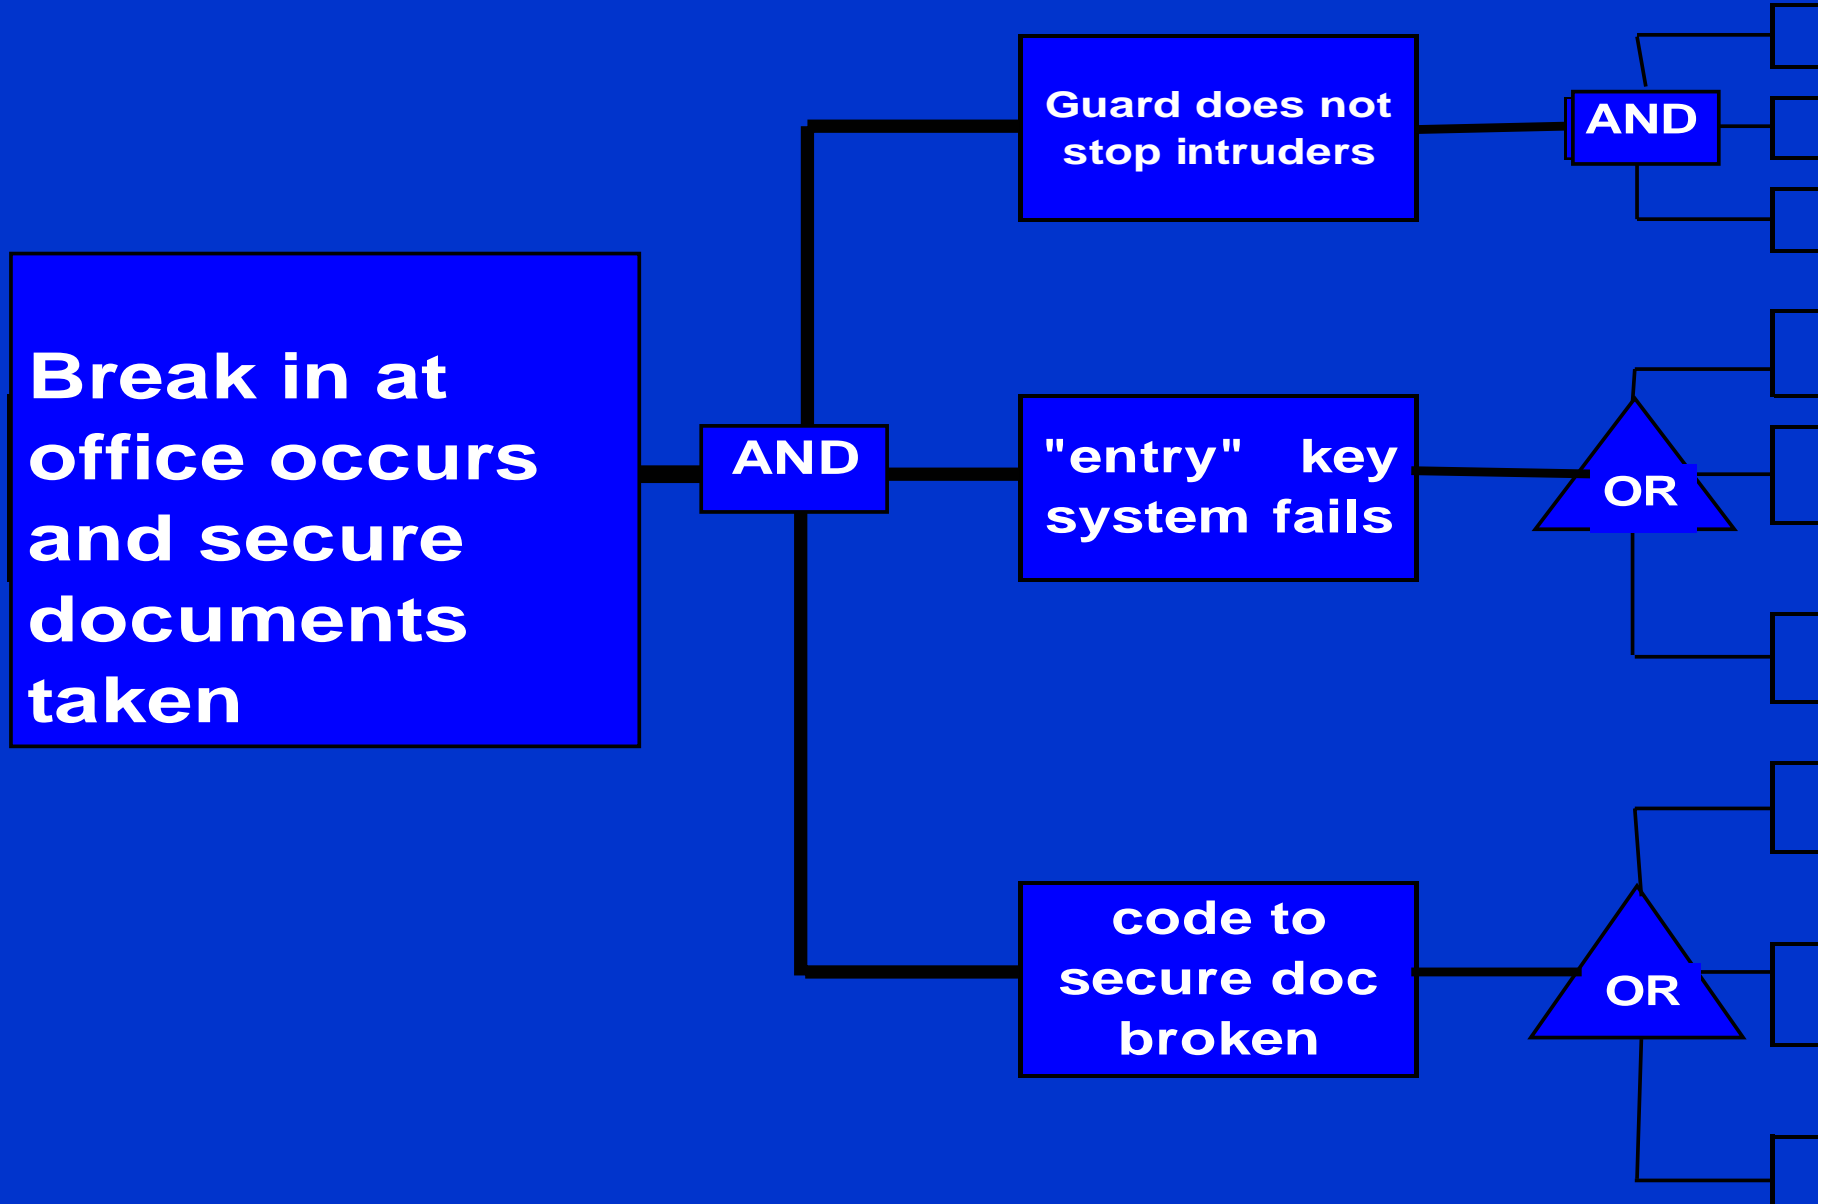 Break in at
office occurs
and secure
documents
taken
AND
Guard does not
stop intruders
AND
"entry" key
system fails
OR
code to
secure doc
broken
OR